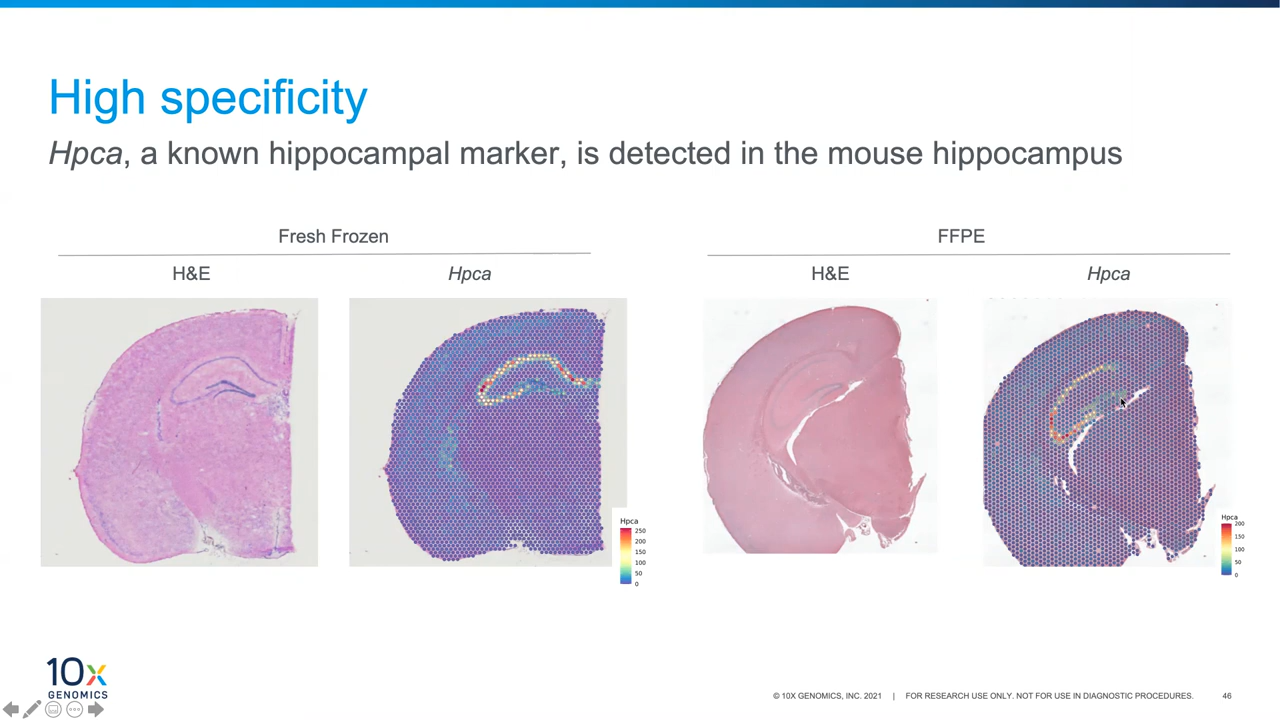 High specificity
Hpca, a known hippocampal marker, is detected in the mouse hippocampus
Fresh Frozen
H&E
Hpca
FFPE
H&E
Hpca
Hpca
250
200
150
100
50
0
Hpca
200
150
100
50
0
10x
GENOMICS
© 10X GENOMICS, INC. 2021 | FOR RESEARCH USE ONLY. NOT FOR USE IN DIAGNOSTIC PROCEDURES. 46